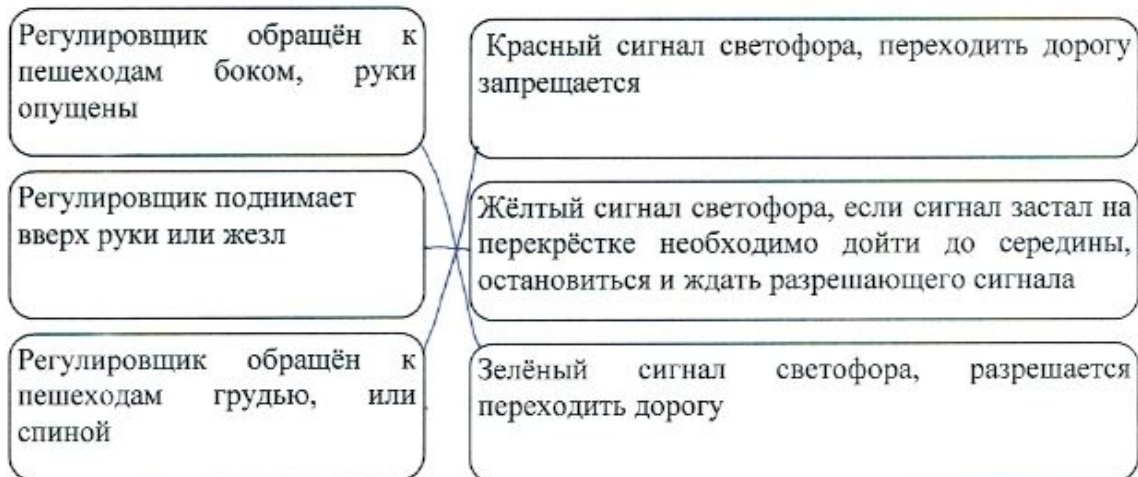 Регулировщик обращён к
пешеходам боком, руки
опущены
Красный сигнал светофора, переходить дорогу
запрещается
Регулировщик поднимает
вверх руки или жезл
Жёлтый сигнал светофора, если сигнал застал на
перекрёстке необходимо дойти до середины,
остановиться и ждать разрешающего сигнала
Регулировщик обращён к
пешеходам грудью, или
спиной
Зелёный сигнал светофора, разрешается
переходить дорогу